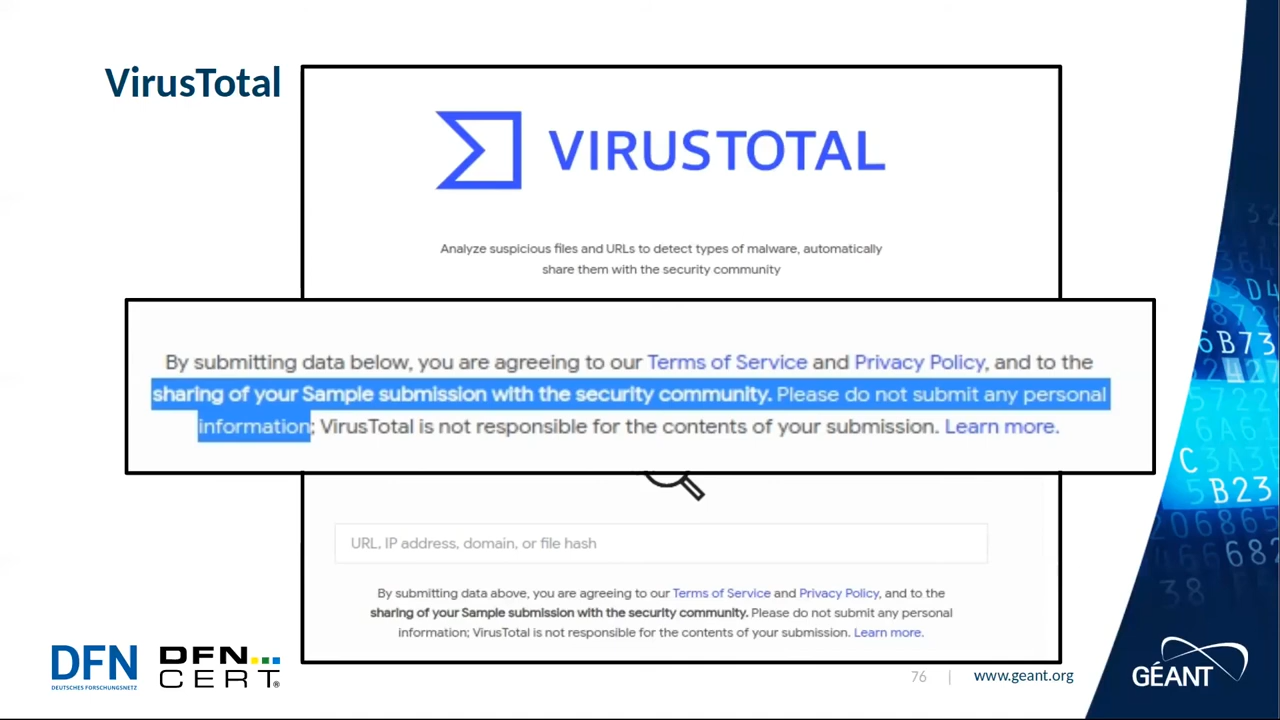 VirusTotal
VIRUSTOTAL
Analyze suspicious files and URLs to detect types of malware, automatically
share them with the security community
By submitting data below, you are agreeing to our Terms of Service and Privacy Policy, and to the
sharing of your Sample submission with the security community. Please do not submit any personal
information; VirusTotal is not responsible for the contents of your submission. Learn more.
URL, IP address, domain, or file hash
By submitting data above, you are agreeing to our Terms of Service and Privacy Policy, and to the
sharing of your Sample submission with the security community. Please do not submit any personal
information; VirusTotal is not responsible for the contents of your submission. Learn more.
DFN
DEUTSCHES FORSCHUNGSNETZ
DFN
CERT®
76 | www.geant.org
GÉANT
6B73
C
B23